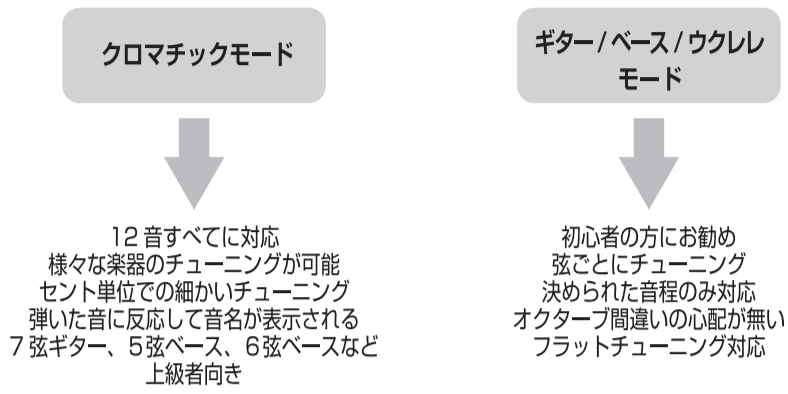 クロマチックモード
12音すべてに対応
様々な楽器のチューニングが可能
セント単位での細かいチューニング
弾いた音に反応して音名が表示される
7弦ギター、5弦ベース、6弦ベースなど
上級者向き
ギター/ベース/ウクレレ
モード
初心者の方にお勧め
弦ごとにチューニング
決められた音程のみ対応
オクターブ間違いの心配が無い
フラットチューニング対応